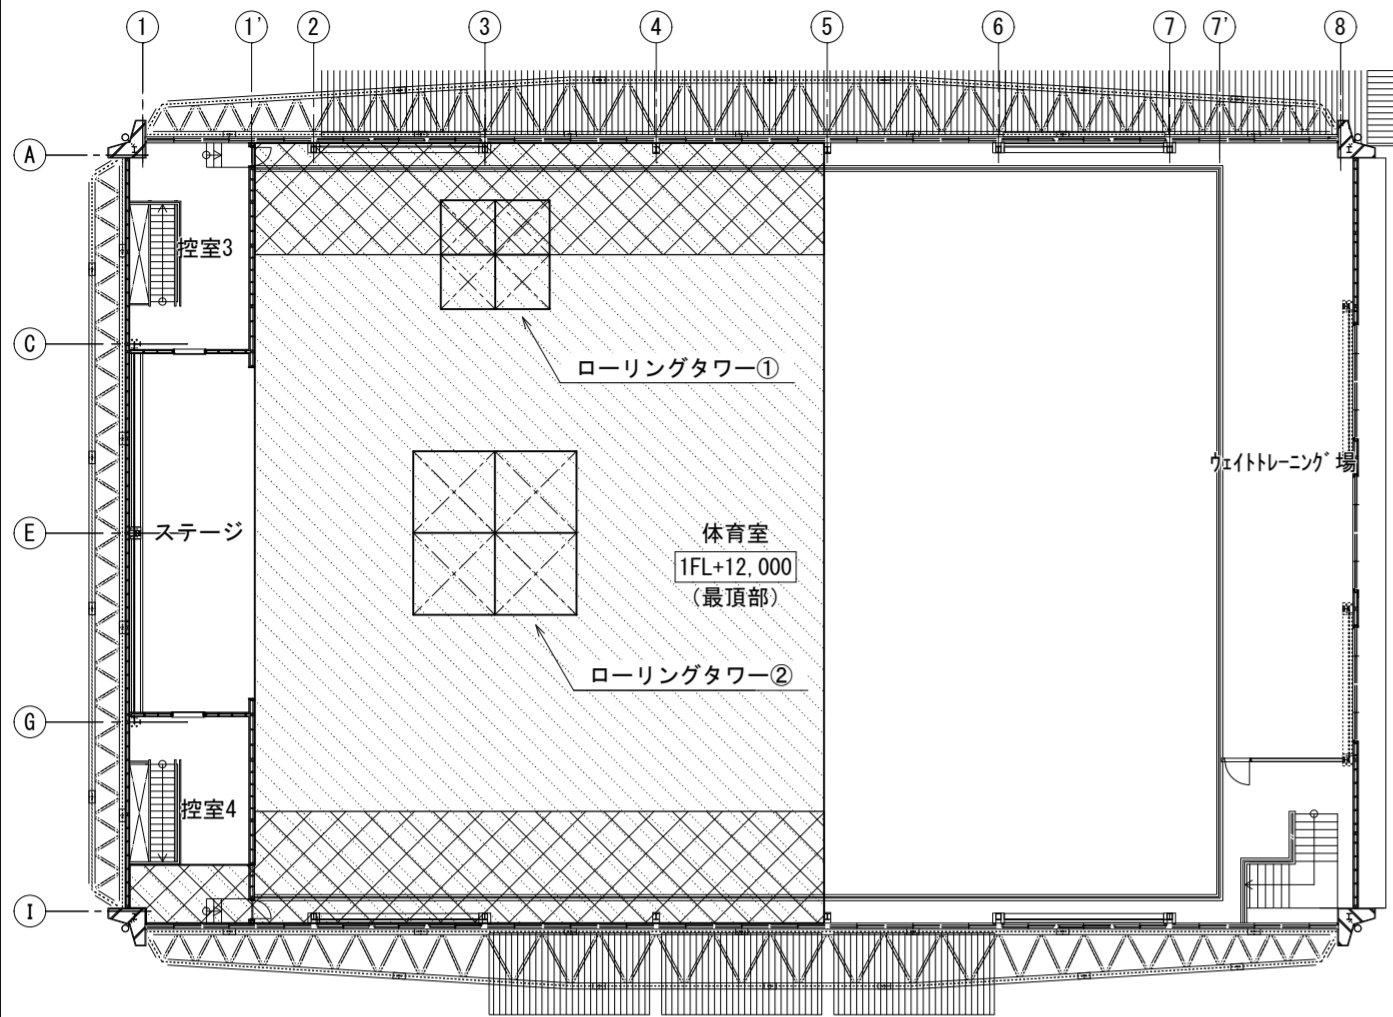 1
1'
2
3
4
5
6
7
7'
8
A
控室3
C
ローリングタワー①
ウェイトトレーニング場
E
ステージ
体育室
1FL+12,000
(最頂部)
ローリングタワー②
G
控室4
I